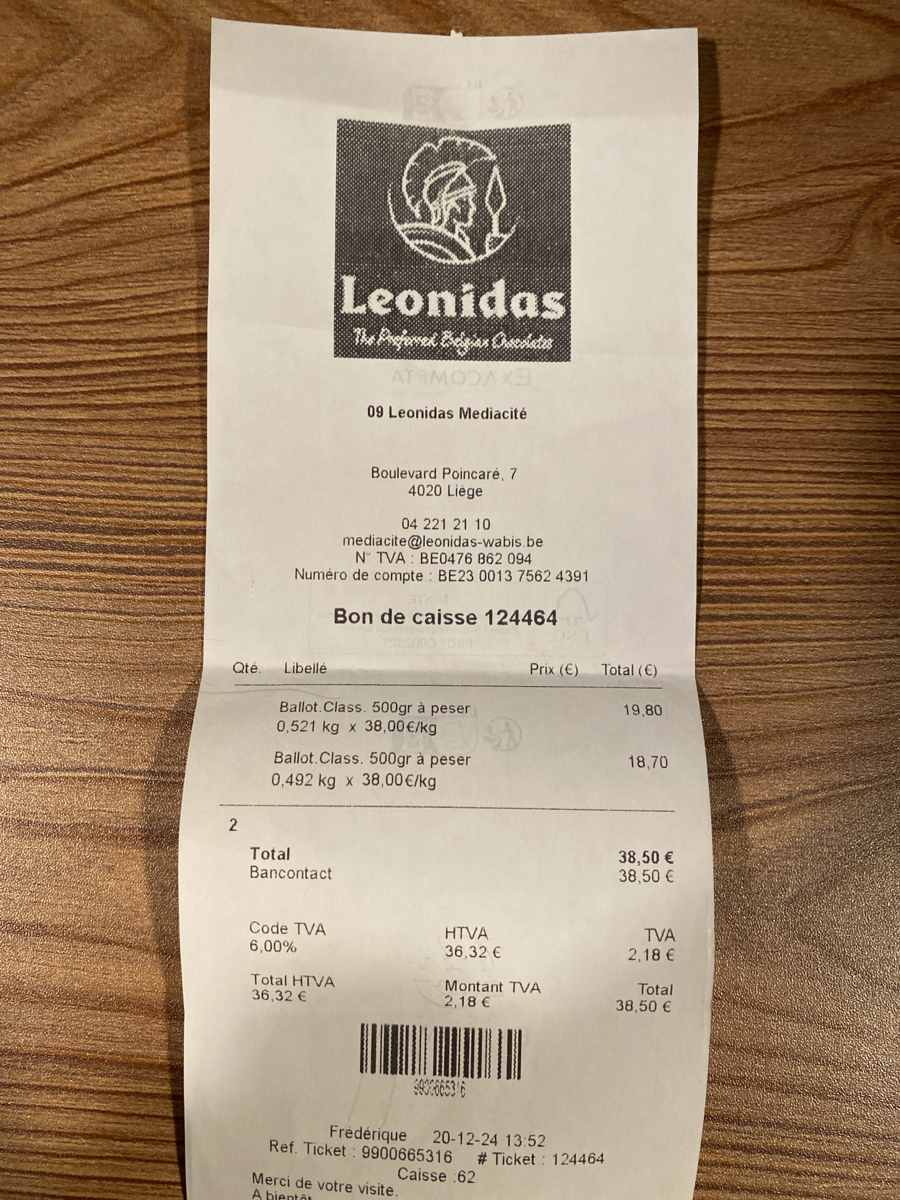 Leonidas
The Preferred Belgian Chocolates
EXACOMPTA
09 Leonidas Mediacité
Boulevard Poincaré, 7
4020 Liège
04 221 21 10
mediacite@leonidas-wabis.be
N° TVA : BE0476 862 094
Numéro de compte : BE23 0013 7562 4391
Bon de caisse 124464
Qté. Libellé Prix (€) Total (€)
Ballot.Class. 500gr à peser 19,80
0,521 kg x 38,00€/kg
Ballot.Class. 500gr à peser 18,70
0,492 kg x 38,00€/kg
2
Total 38,50 €
Bancontact 38,50 €
Code TVA HTVA TVA
6,00% 36,32 € 2,18 €
Total HTVA Montant TVA Total
36,32 € 2,18 € 38,50 €
9900665316
Frédérique 20-12-24 13:52
Ref. Ticket : 9900665316 # Ticket : 124464
Caisse :62
Merci de votre visite.
A bientôt